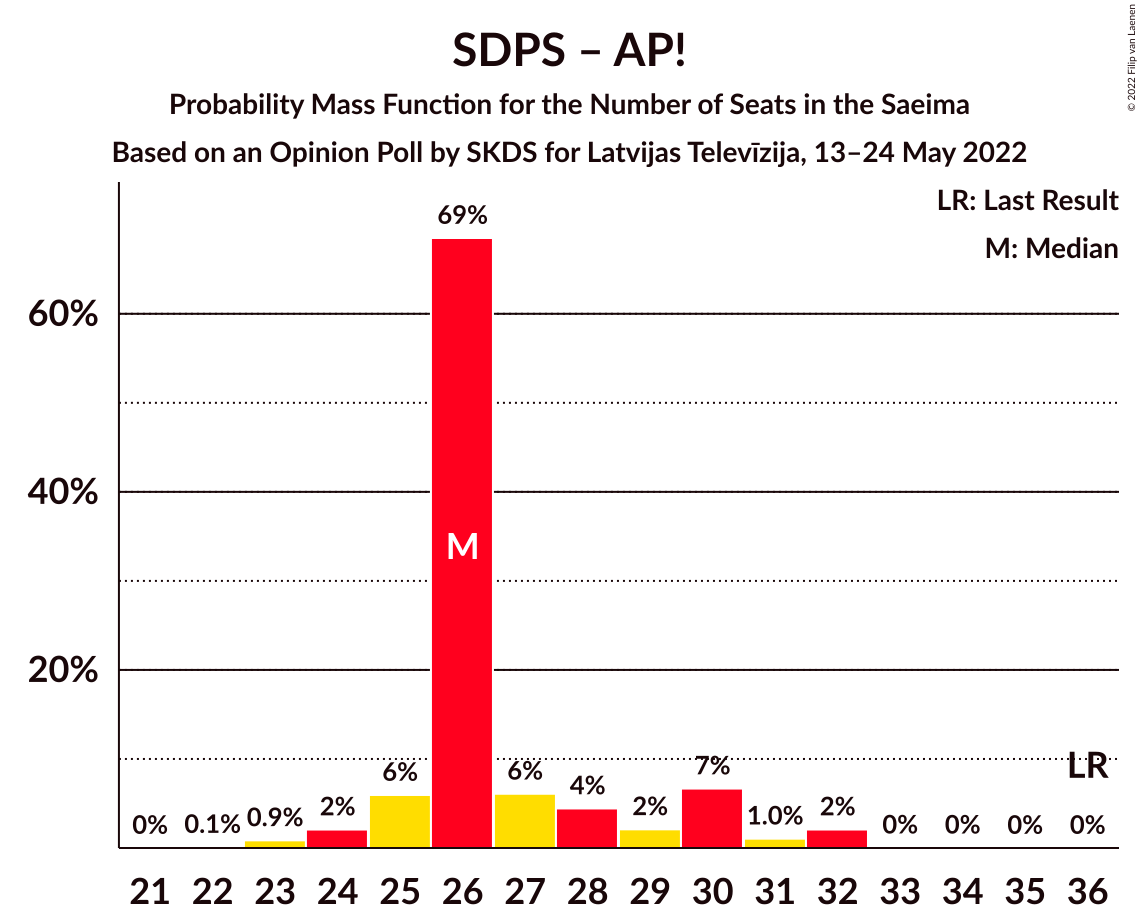 SDPS – AP!
Probability Mass Function for the Number of Seats in the Saeima
Based on an Opinion Poll by SKDS for Latvijas Televīzija, 13–24 May 2022
© 2022 Filip van Laenen
LR: Last Result
M: Median
60%
40%
20%
0% 0.1% 0.9% 2% 6% 69% 6% 4% 2% 7% 1.0% 2% 0% 0% 0% 0%
M
LR
21 22 23 24 25 26 27 28 29 30 31 32 33 34 35 36